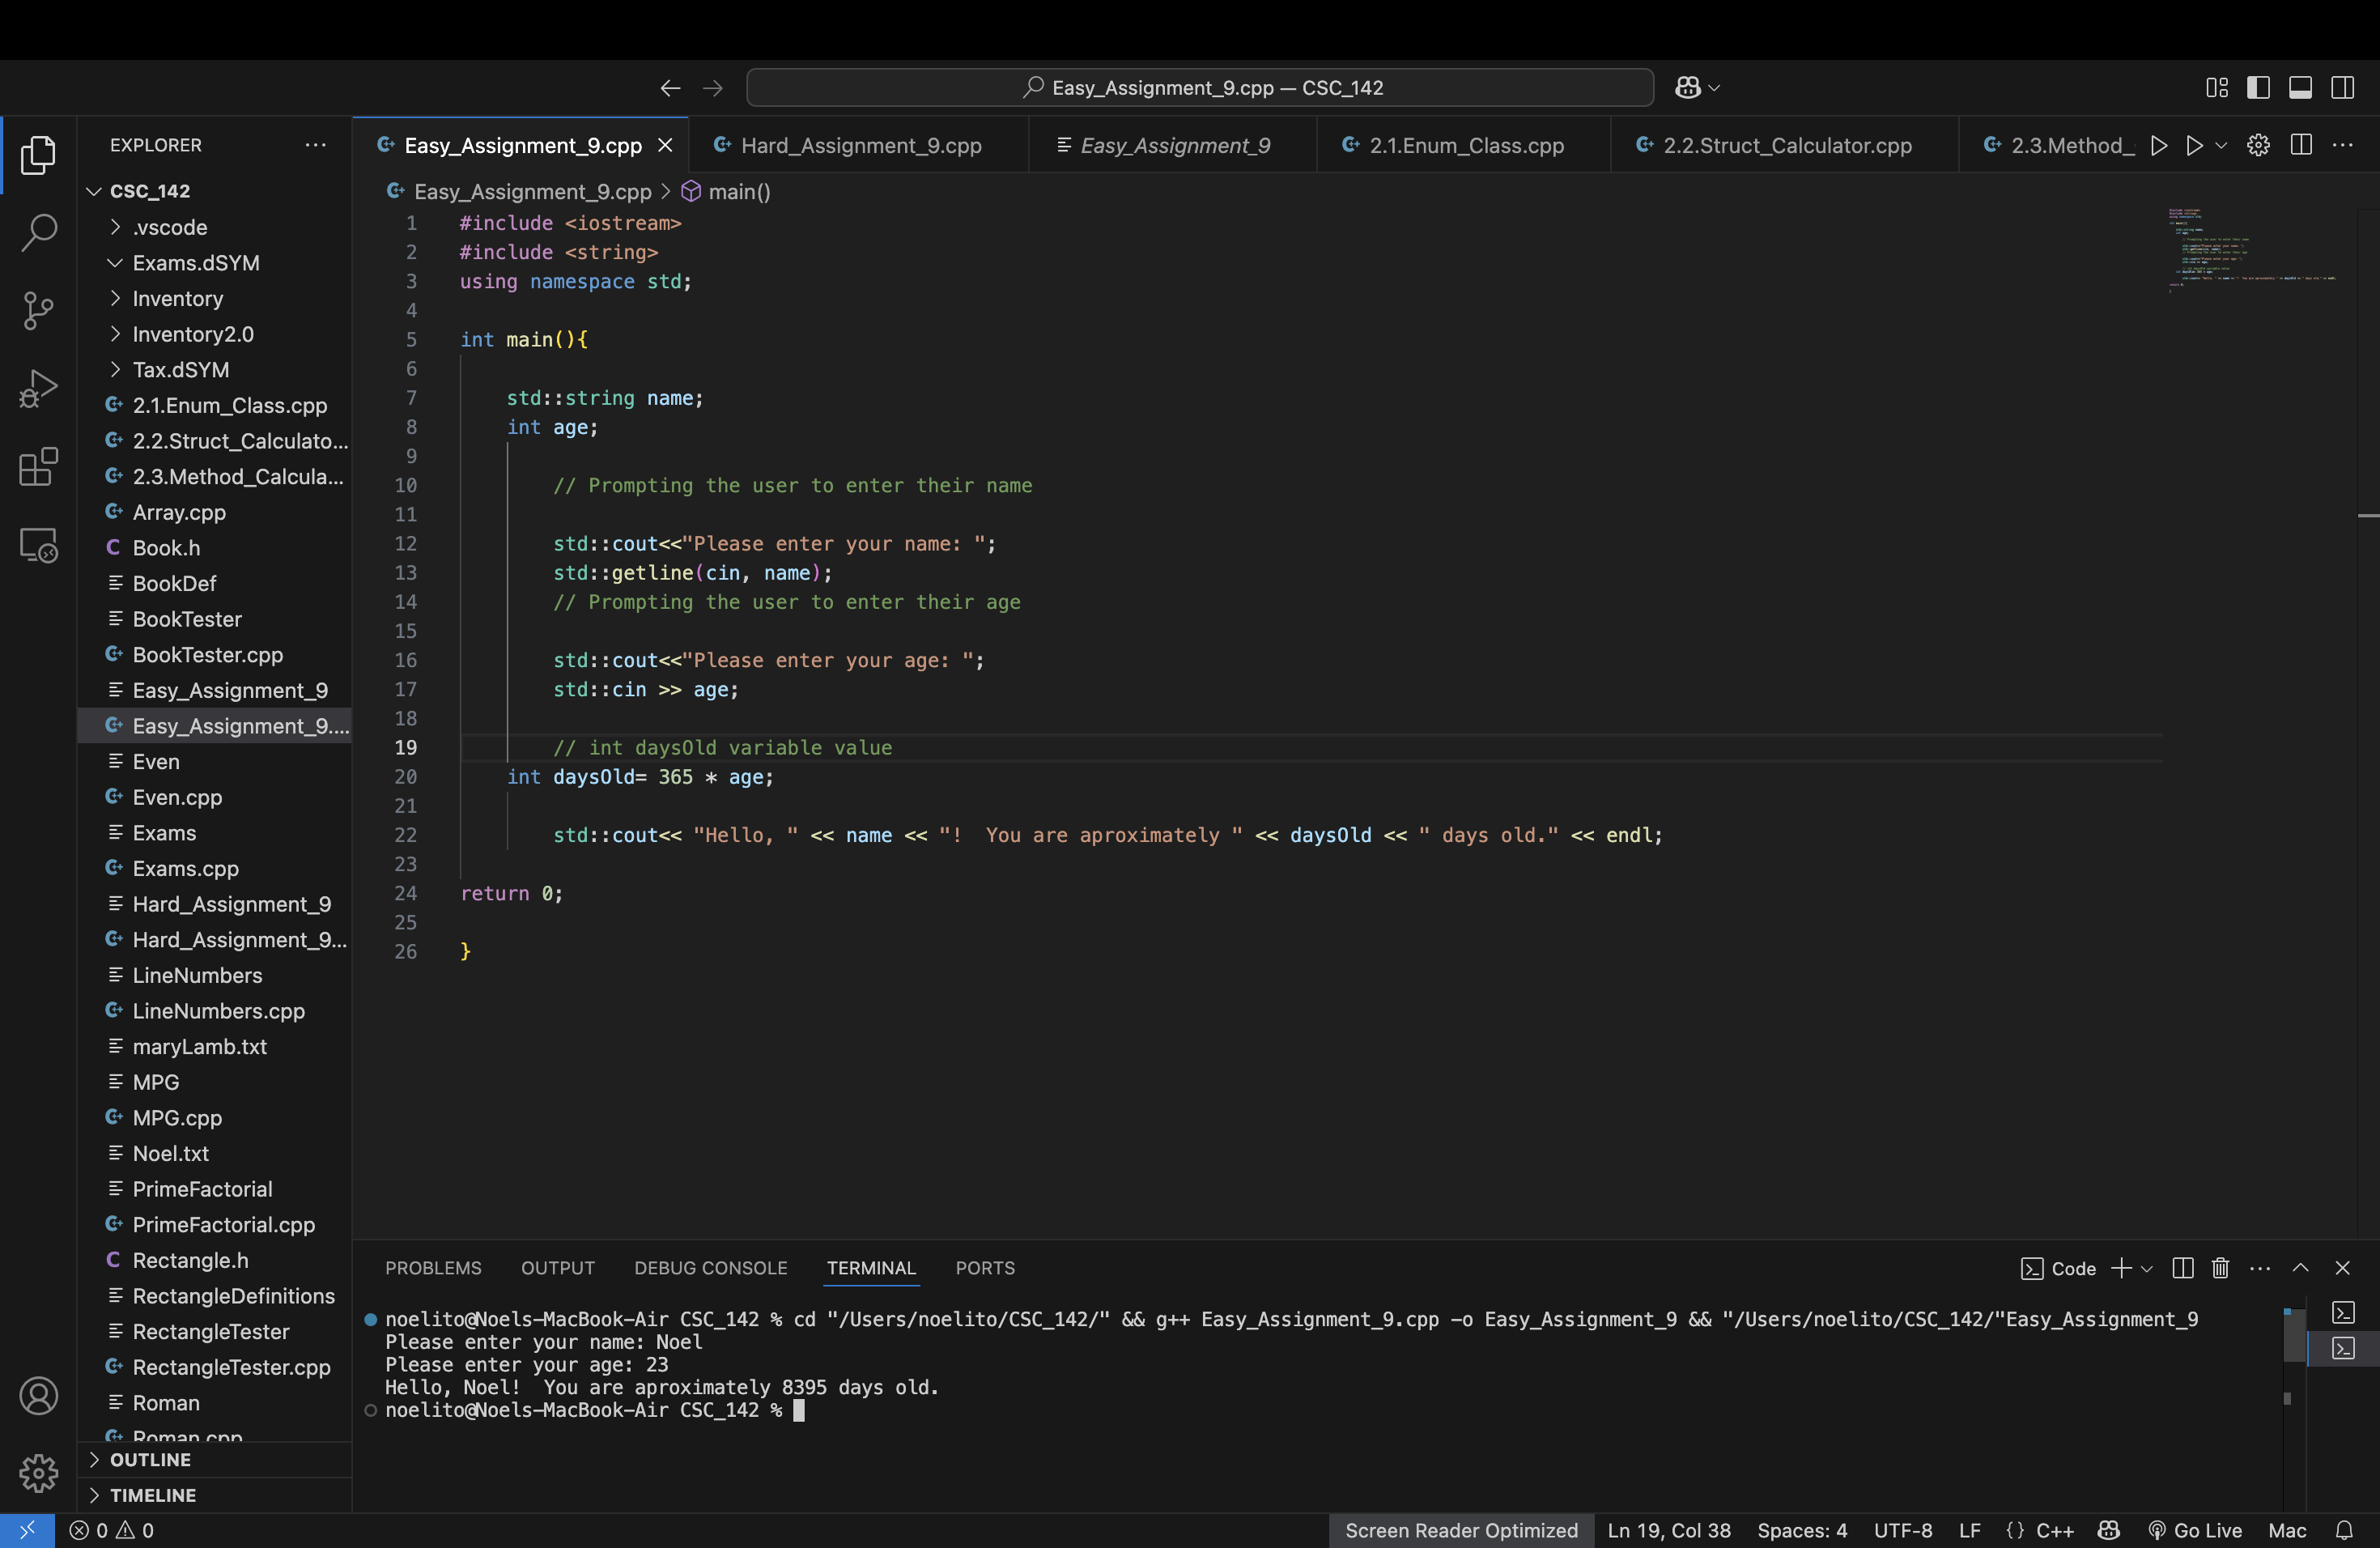 Easy_Assignment_9.cpp — CSC_142
EXPLORER
CSC_142
.vscode
Exams.dSYM
Inventory
Inventory2.0
Tax.dSYM
2.1.Enum_Class.cpp
2.2.Struct_Calculato...
2.3.Method_Calcula...
Array.cpp
Book.h
BookDef
BookTester
BookTester.cpp
Easy_Assignment_9
Easy_Assignment_9....
Even
Even.cpp
Exams
Exams.cpp
Hard_Assignment_9
Hard_Assignment_9...
LineNumbers
LineNumbers.cpp
maryLamb.txt
MPG
MPG.cpp
Noel.txt
PrimeFactorial
PrimeFactorial.cpp
Rectangle.h
RectangleDefinitions
RectangleTester
RectangleTester.cpp
Roman
Roman.cpp
OUTLINE
TIMELINE
Easy_Assignment_9.cpp Hard_Assignment_9.cpp Easy_Assignment_9 2.1.Enum_Class.cpp 2.2.Struct_Calculator.cpp 2.3.Method_
Easy_Assignment_9.cpp > main()
1 #include <iostream>
2 #include <string>
3 using namespace std;
4
5 int main(){
6
7 std::string name;
8 int age;
9
10 // Prompting the user to enter their name
11
12 std::cout<<"Please enter your name: ";
13 std::getline(cin, name);
14 // Prompting the user to enter their age
15
16 std::cout<<"Please enter your age: ";
17 std::cin >> age;
18
19 // int daysOld variable value
20 int daysOld= 365 * age;
21
22 std::cout<< "Hello, " << name << "!  You are aproximately " << daysOld << " days old." << endl;
23
24 return 0;
25
26 }
PROBLEMS OUTPUT DEBUG CONSOLE TERMINAL PORTS
Code
noelito@Noels-MacBook-Air CSC_142 % cd "/Users/noelito/CSC_142/" && g++ Easy_Assignment_9.cpp -o Easy_Assignment_9 && "/Users/noelito/CSC_142/"Easy_Assignment_9
Please enter your name: Noel
Please enter your age: 23
Hello, Noel!  You are aproximately 8395 days old.
noelito@Noels-MacBook-Air CSC_142 %
0 0 Screen Reader Optimized Ln 19, Col 38 Spaces: 4 UTF-8 LF {} C++ Go Live Mac